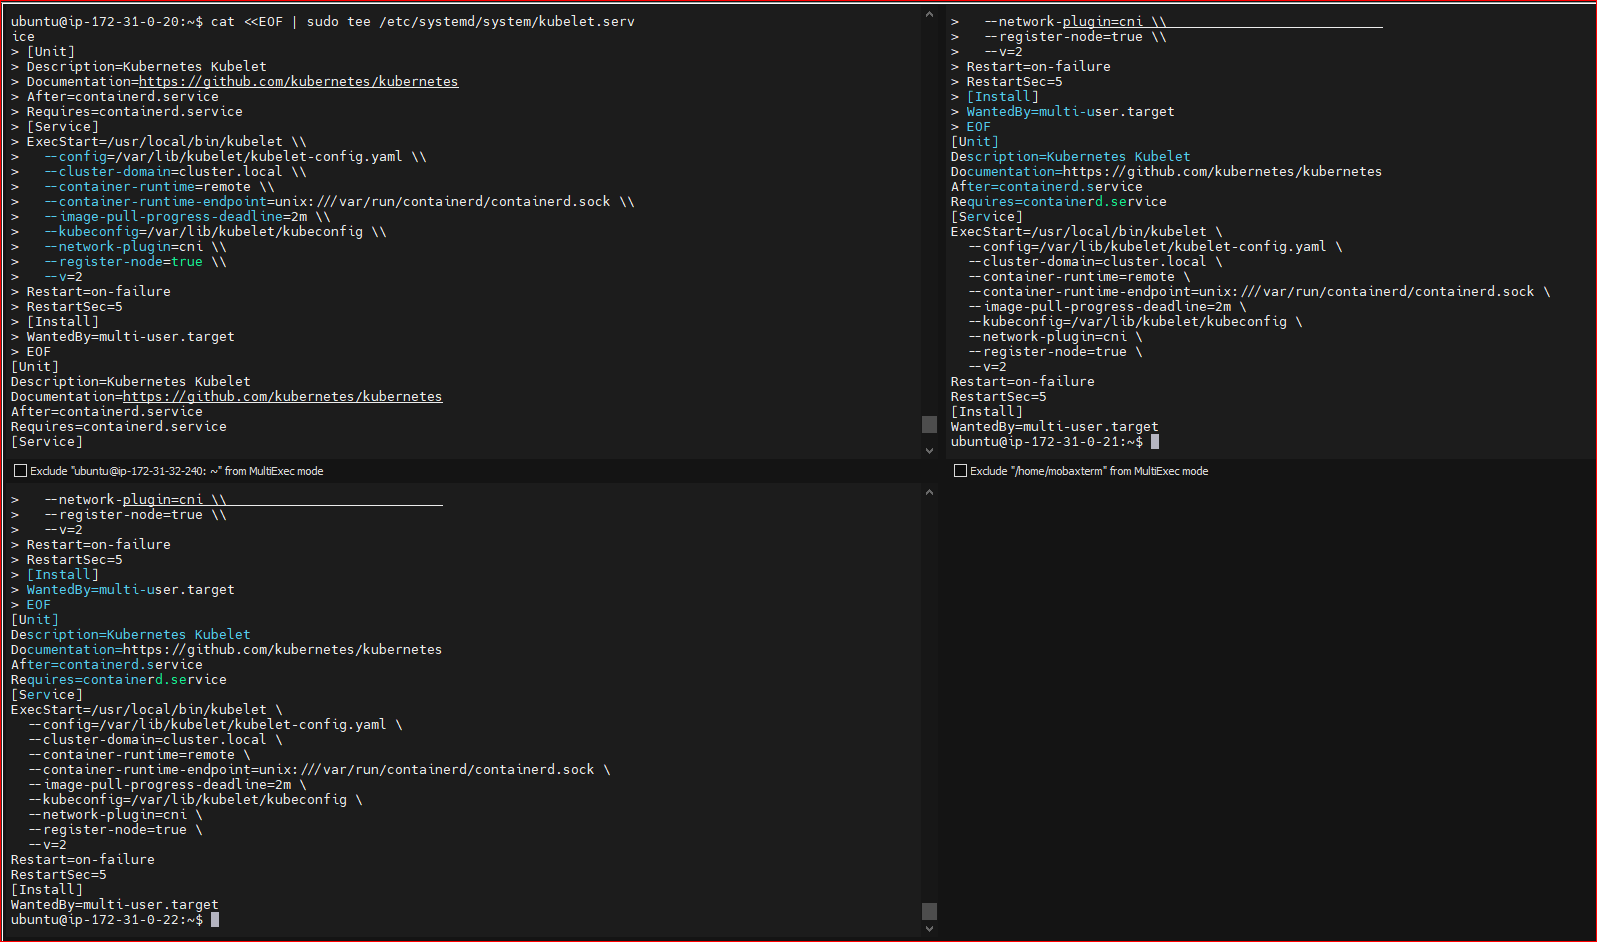 ubuntu@ip-172-31-0-20:~$ cat <<EOF | sudo tee /etc/systemd/system/kubelet.serv
ice
> [Unit]
> Description=Kubernetes Kubelet
> Documentation=https://github.com/kubernetes/kubernetes
> After=containerd.service
> Requires=containerd.service
> [Service]
> ExecStart=/usr/local/bin/kubelet \\
>   --config=/var/lib/kubelet/kubelet-config.yaml \\
>   --cluster-domain=cluster.local \\
>   --container-runtime=remote \\
>   --container-runtime-endpoint=unix:///var/run/containerd/containerd.sock \\
>   --image-pull-progress-deadline=2m \\
>   --kubeconfig=/var/lib/kubelet/kubeconfig \\
>   --network-plugin=cni \\
>   --register-node=true \\
>   --v=2
> Restart=on-failure
> RestartSec=5
> [Install]
> WantedBy=multi-user.target
> EOF
[Unit]
Description=Kubernetes Kubelet
Documentation=https://github.com/kubernetes/kubernetes
After=containerd.service
Requires=containerd.service
[Service]
Exclude "ubuntu@ip-172-31-32-240: ~" from MultiExec mode
>   --network-plugin=cni \\
>   --register-node=true \\
>   --v=2
> Restart=on-failure
> RestartSec=5
> [Install]
> WantedBy=multi-user.target
> EOF
[Unit]
Description=Kubernetes Kubelet
Documentation=https://github.com/kubernetes/kubernetes
After=containerd.service
Requires=containerd.service
[Service]
ExecStart=/usr/local/bin/kubelet \
  --config=/var/lib/kubelet/kubelet-config.yaml \
  --cluster-domain=cluster.local \
  --container-runtime=remote \
  --container-runtime-endpoint=unix:///var/run/containerd/containerd.sock \
  --image-pull-progress-deadline=2m \
  --kubeconfig=/var/lib/kubelet/kubeconfig \
  --network-plugin=cni \
  --register-node=true \
  --v=2
Restart=on-failure
RestartSec=5
[Install]
WantedBy=multi-user.target
ubuntu@ip-172-31-0-21:~$
Exclude "/home/mobaxterm" from MultiExec mode
>   --network-plugin=cni \\
>   --register-node=true \\
>   --v=2
> Restart=on-failure
> RestartSec=5
> [Install]
> WantedBy=multi-user.target
> EOF
[Unit]
Description=Kubernetes Kubelet
Documentation=https://github.com/kubernetes/kubernetes
After=containerd.service
Requires=containerd.service
[Service]
ExecStart=/usr/local/bin/kubelet \
  --config=/var/lib/kubelet/kubelet-config.yaml \
  --cluster-domain=cluster.local \
  --container-runtime=remote \
  --container-runtime-endpoint=unix:///var/run/containerd/containerd.sock \
  --image-pull-progress-deadline=2m \
  --kubeconfig=/var/lib/kubelet/kubeconfig \
  --network-plugin=cni \
  --register-node=true \
  --v=2
Restart=on-failure
RestartSec=5
[Install]
WantedBy=multi-user.target
ubuntu@ip-172-31-0-22:~$